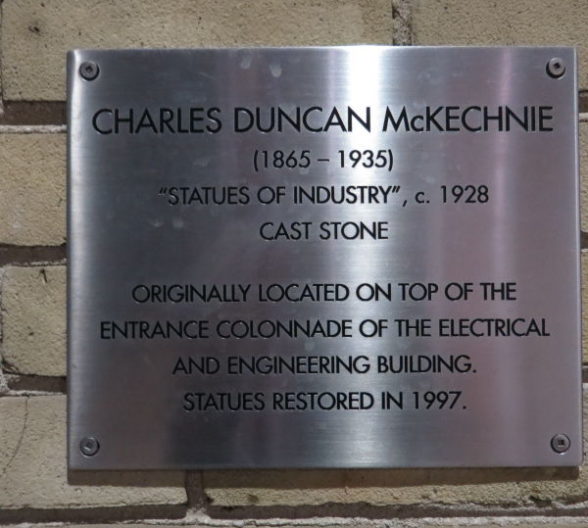 CHARLES DUNCAN McKECHNIE
(1865 – 1935)
“STATUES OF INDUSTRY”, c. 1928
CAST STONE
ORIGINALLY LOCATED ON TOP OF THE
ENTRANCE COLONNADE OF THE ELECTRICAL
AND ENGINEERING BUILDING.
STATUES RESTORED IN 1997.